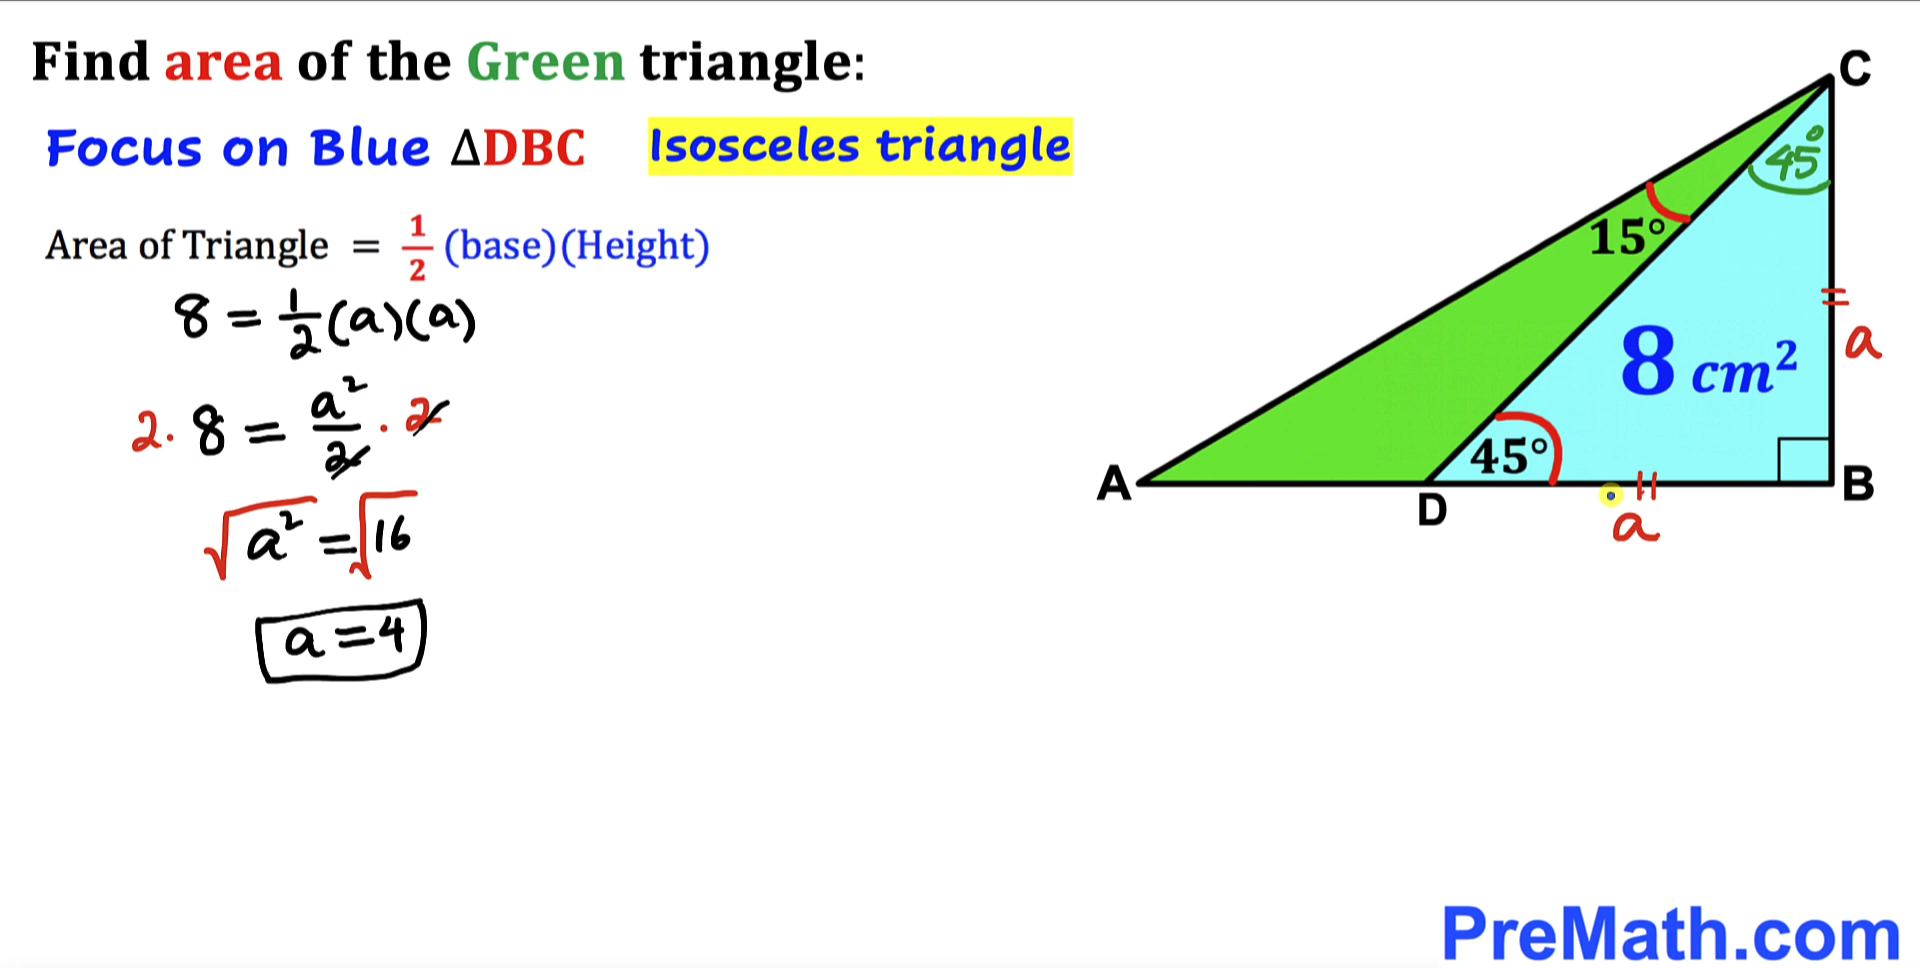 Find area of the Green triangle:
Focus on Blue ΔDBC Isosceles triangle
Area of Triangle = 1/2 (base)(Height)
8 = 1/2 (a)(a)
2 · 8 = a²/2 · 2
√a² = √16
a = 4
C
45°
15°
a
8 cm²
45°
A
D
B
a
PreMath.com